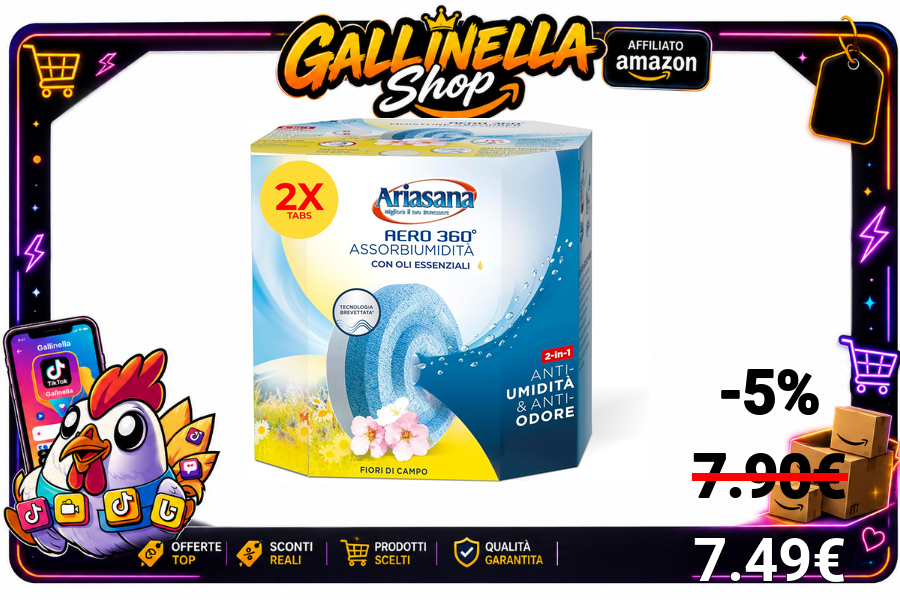 GALLINELLA
Shop
AFFILIATO
amazon
2X
TABS
Ariasana
Migliora il tuo Benessere
AERO 360°
ASSORBIUMIDITÀ
CON OLI ESSENZIALI
TECNOLOGIA
BREVETTATA*
2-in-1
ANTI-
UMIDITÀ
& ANTI-
ODORE
FIORI DI CAMPO
Gallinella
TikTok
Gallinella
-5%
7.90€
7.49€
OFFERTE
TOP
SCONTI
REALI
PRODOTTI
SCELTI
QUALITÀ
GARANTITA